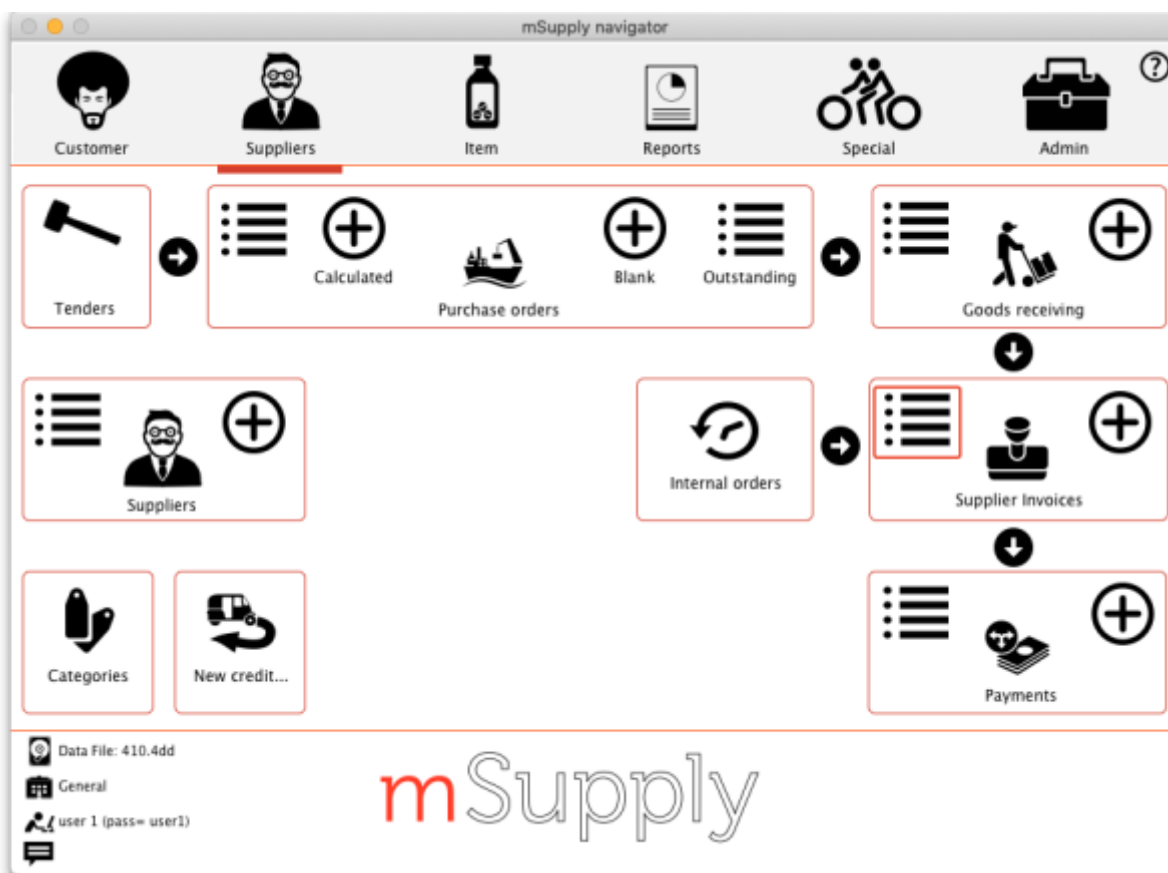 mSupply navigator
?
Customer Suppliers Item Reports Special Admin
Calculated Blank Outstanding
Tenders Purchase orders Goods receiving
Suppliers Internal orders Supplier Invoices
Categories New credit... Payments
Data File: 410.4dd
General
user 1 (pass= user1)
mSupply